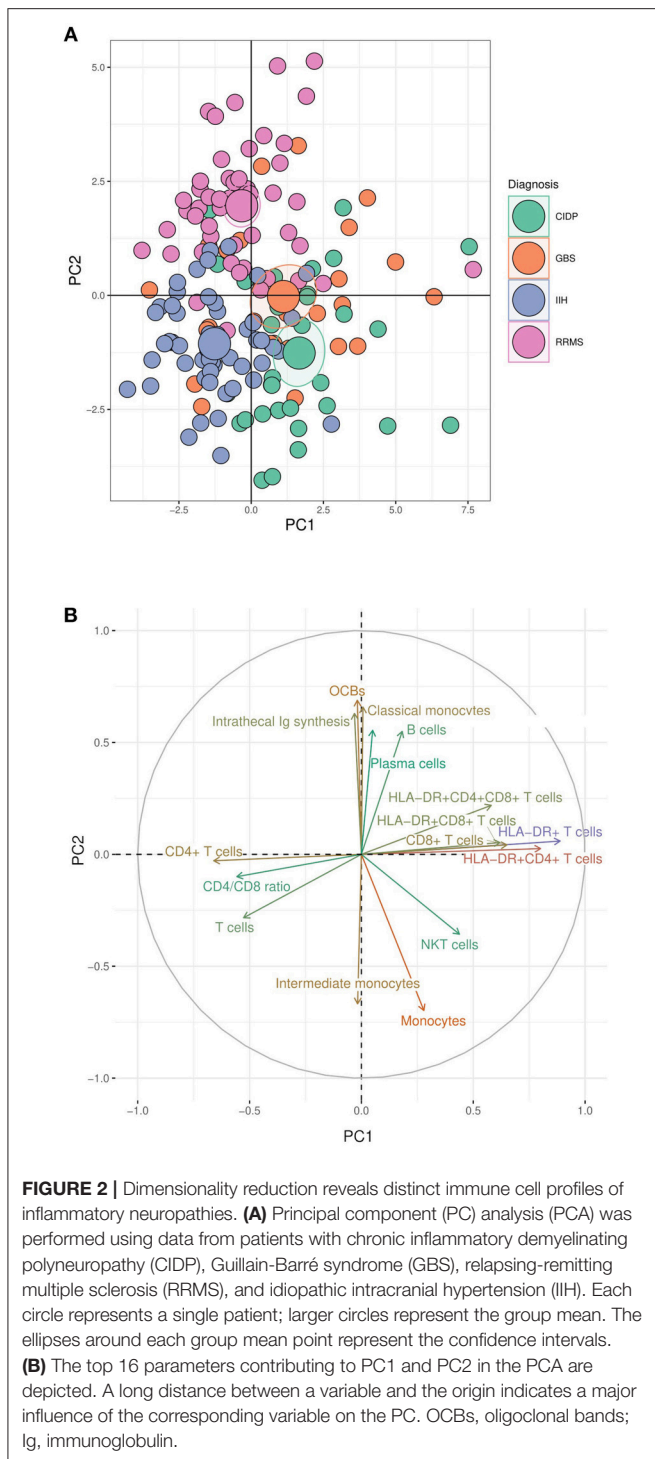 A
5.0
2.5
0.0
−2.5
PC2
−2.5
0.0
2.5
5.0
7.5
PC1
Diagnosis
CIDP
GBS
IIH
RRMS
B
1.0
0.5
0.0
−0.5
−1.0
PC2
OCBs
Classical monocytes
Intrathecal Ig synthesis
B cells
Plasma cells
HLA−DR+CD4+CD8+ T cells
HLA−DR+CD8+ T cells
CD8+ T cells
HLA−DR+ T cells
HLA−DR+CD4+ T cells
CD4+ T cells
CD4/CD8 ratio
T cells
NKT cells
Intermediate monocytes
Monocytes
−1.0
−0.5
0.0
0.5
1.0
PC1
FIGURE 2 | Dimensionality reduction reveals distinct immune cell profiles of
inflammatory neuropathies. (A) Principal component (PC) analysis (PCA) was
performed using data from patients with chronic inflammatory demyelinating
polyneuropathy (CIDP), Guillain-Barré syndrome (GBS), relapsing-remitting
multiple sclerosis (RRMS), and idiopathic intracranial hypertension (IIH). Each
circle represents a single patient; larger circles represent the group mean. The
ellipses around each group mean point represent the confidence intervals.
(B) The top 16 parameters contributing to PC1 and PC2 in the PCA are
depicted. A long distance between a variable and the origin indicates a major
influence of the corresponding variable on the PC. OCBs, oligoclonal bands;
Ig, immunoglobulin.